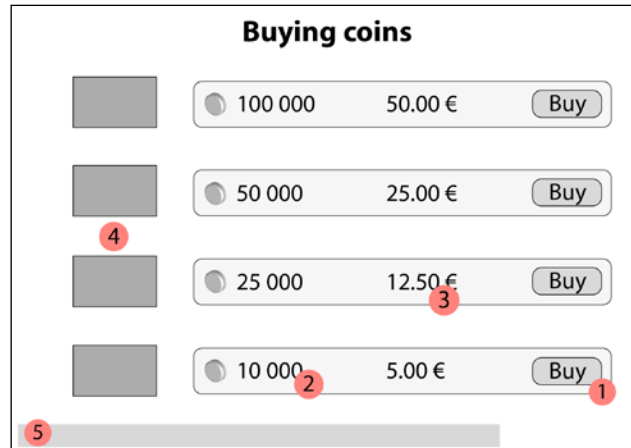 Buying coins
100 000 50.00 € Buy
50 000 25.00 € Buy
4
25 000 12.50 € Buy
3
10 000 5.00 € Buy
2
1
5